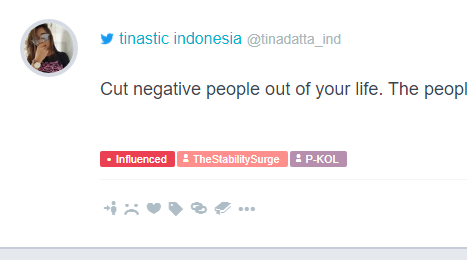 tinastic indonesia @tinadatta_ind
Cut negative people out of your life. The peopl
Influenced TheStabilitySurge P-KOL